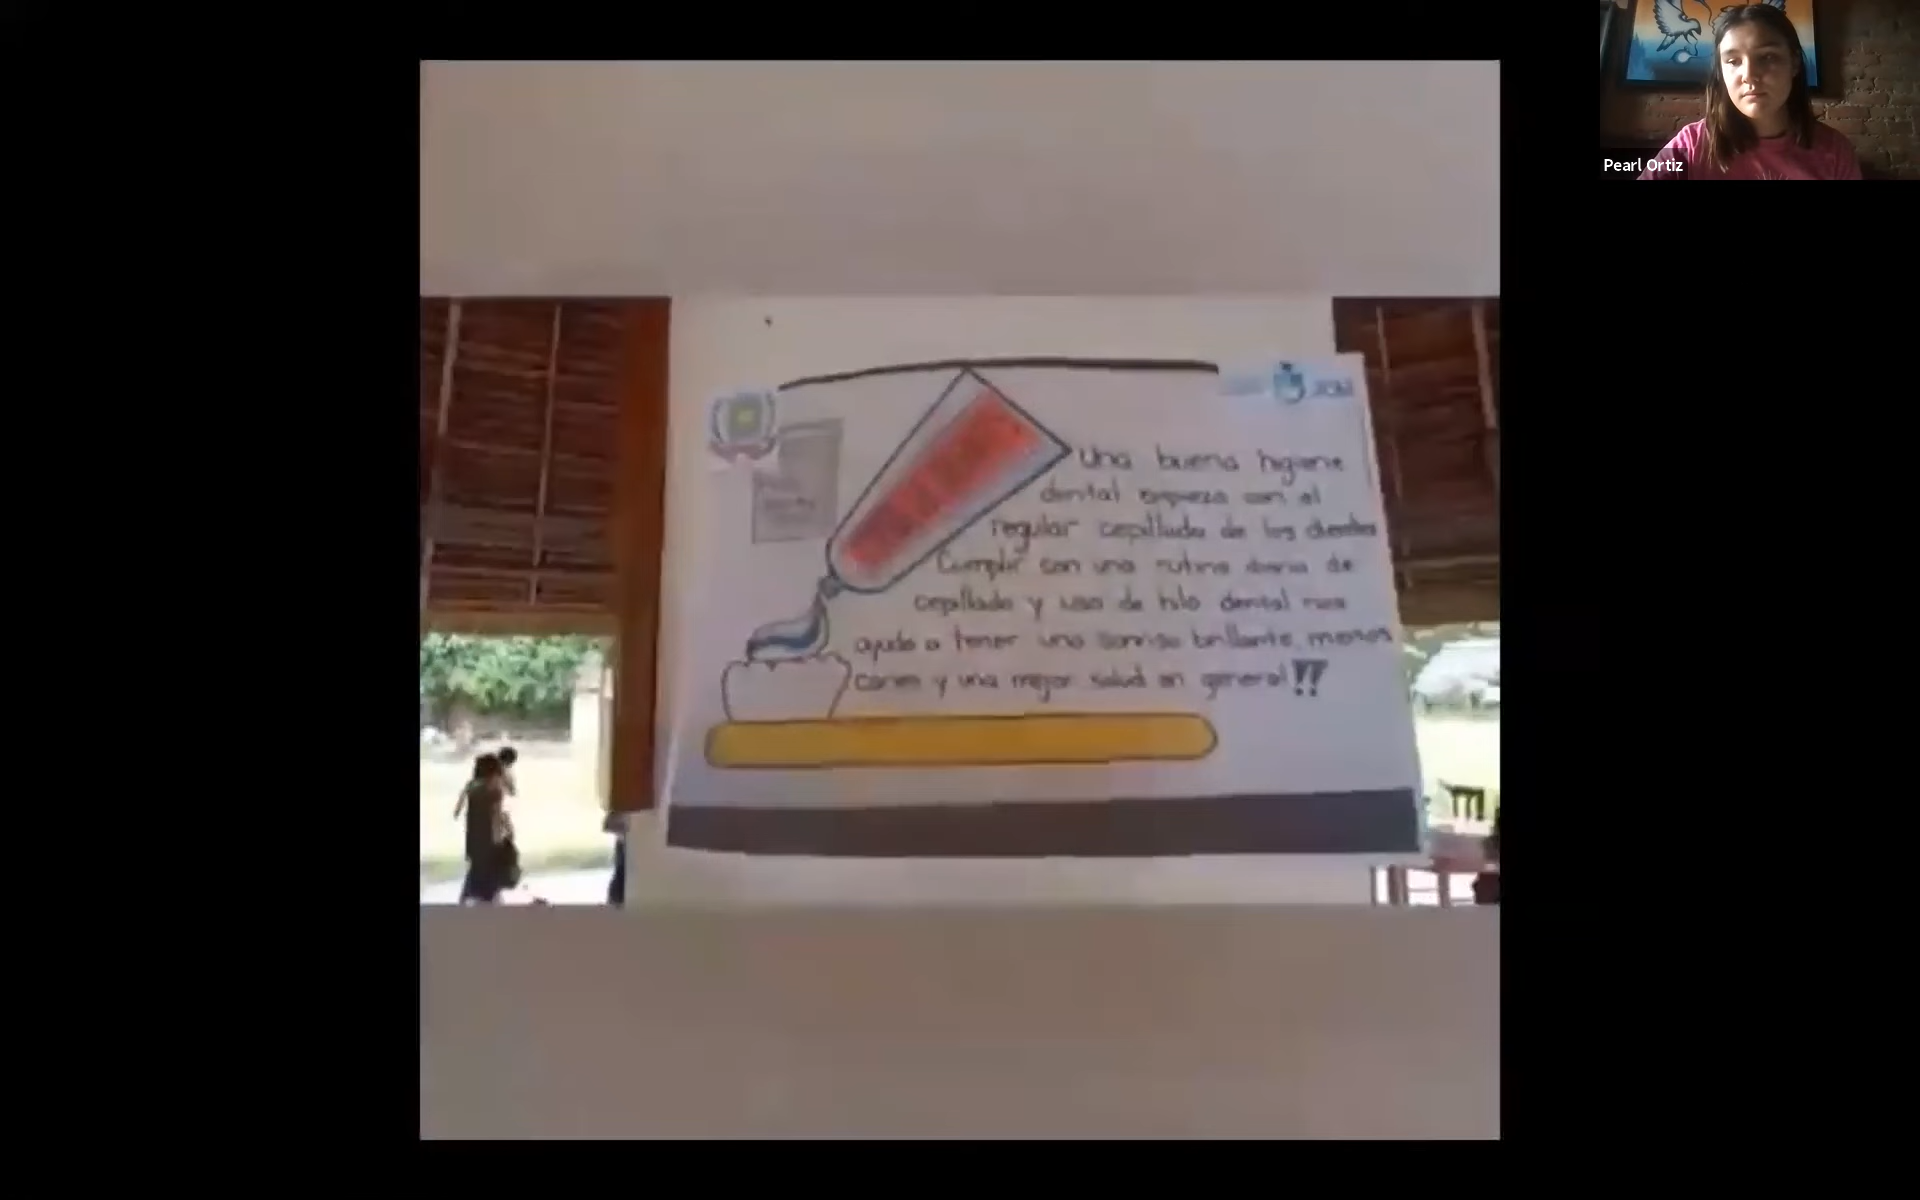 Pearl Ortiz
Una buena higiene
dental empieza con el
regular cepillado de los dientes
Cumplir con una rutina diaria de
cepillado y uso de hilo dental nos
ayuda a tener una sonrisa brillante, menos
caries y una mejor salud en general!!